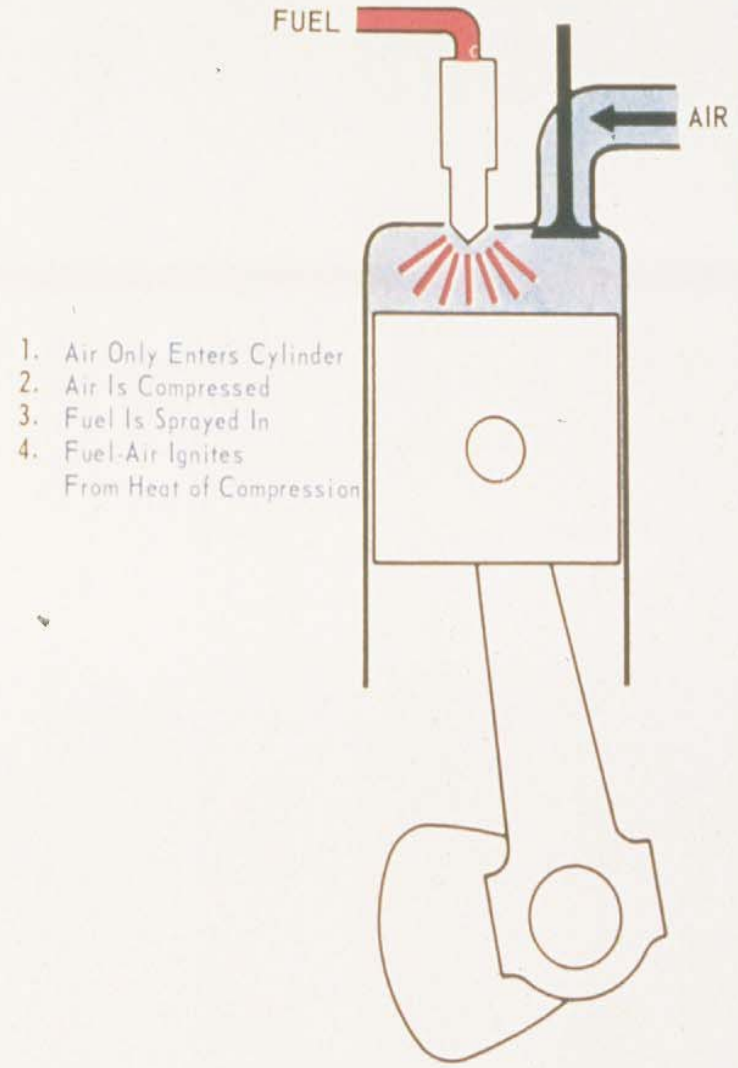 FUEL
AIR
1. Air Only Enters Cylinder
2. Air Is Compressed
3. Fuel Is Sprayed In
4. Fuel-Air Ignites
From Heat of Compression